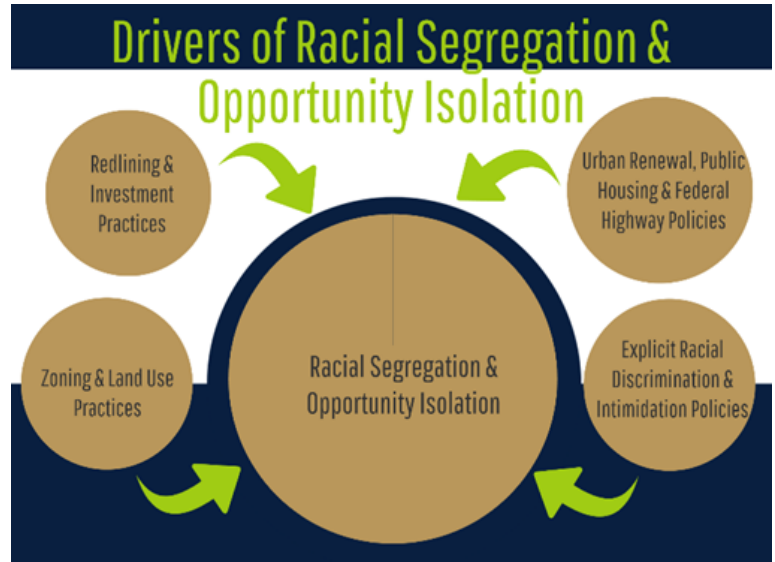 Drivers of Racial Segregation &
Opportunity Isolation
Redlining &
Investment
Practices
Urban Renewal, Public
Housing & Federal
Highway Policies
Zoning & Land Use
Practices
Racial Segregation &
Opportunity Isolation
Explicit Racial
Discrimination &
Intimidation Policies